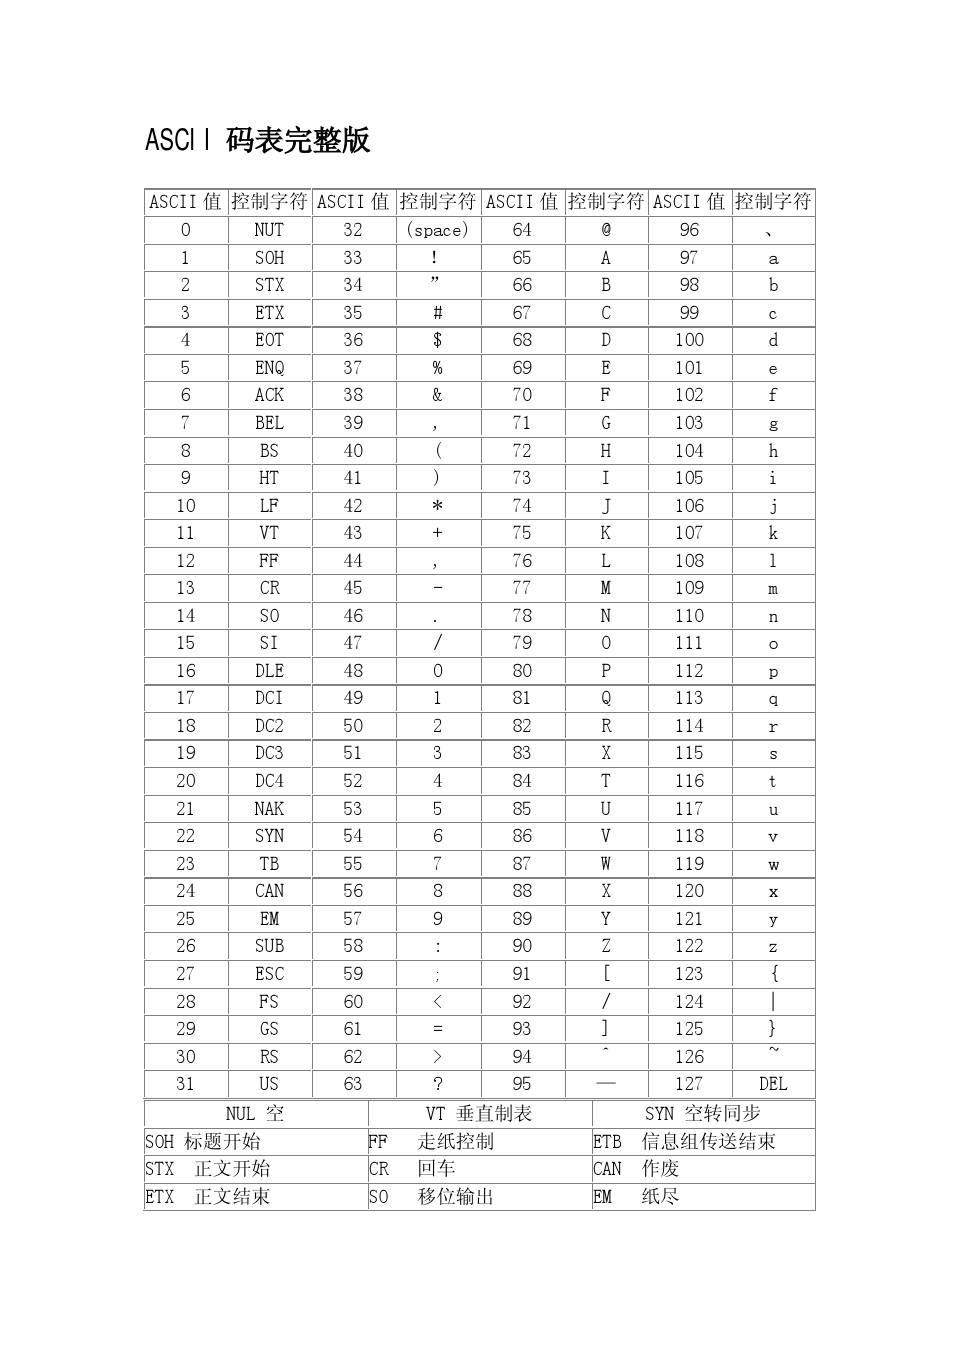 ASCII 码表完整版
ASCII 值 控制字符 ASCII 值 控制字符 ASCII 值 控制字符 ASCII 值 控制字符
0 NUT 32 (space) 64 @ 96 、
1 SOH 33 ! 65 A 97 a
2 STX 34 ” 66 B 98 b
3 ETX 35 # 67 C 99 c
4 EOT 36 $ 68 D 100 d
5 ENQ 37 % 69 E 101 e
6 ACK 38 & 70 F 102 f
7 BEL 39 , 71 G 103 g
8 BS 40 ( 72 H 104 h
9 HT 41 ) 73 I 105 i
10 LF 42 * 74 J 106 j
11 VT 43 + 75 K 107 k
12 FF 44 , 76 L 108 l
13 CR 45 - 77 M 109 m
14 SO 46 . 78 N 110 n
15 SI 47 / 79 O 111 o
16 DLE 48 0 80 P 112 p
17 DCI 49 1 81 Q 113 q
18 DC2 50 2 82 R 114 r
19 DC3 51 3 83 X 115 s
20 DC4 52 4 84 T 116 t
21 NAK 53 5 85 U 117 u
22 SYN 54 6 86 V 118 v
23 TB 55 7 87 W 119 w
24 CAN 56 8 88 X 120 x
25 EM 57 9 89 Y 121 y
26 SUB 58 : 90 Z 122 z
27 ESC 59 ; 91 [ 123 {
28 FS 60 < 92 / 124 |
29 GS 61 = 93 ] 125 }
30 RS 62 > 94 ^ 126 ~
31 US 63 ? 95 — 127 DEL
NUL 空 VT 垂直制表 SYN 空转同步
SOH 标题开始 FF 走纸控制 ETB 信息组传送结束
STX 正文开始 CR 回车 CAN 作废
ETX 正文结束 SO 移位输出 EM 纸尽